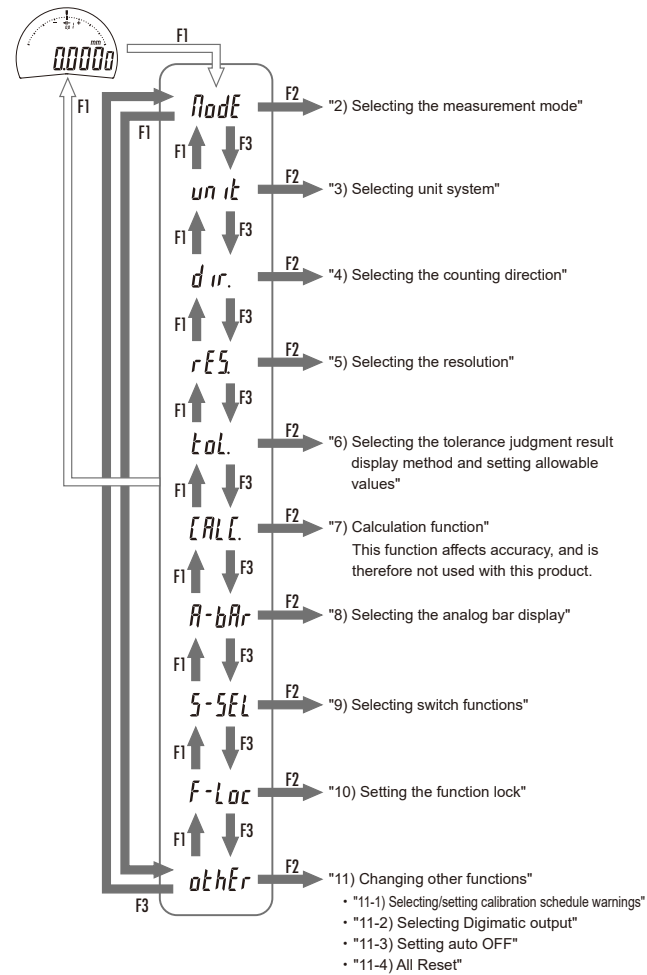 - 0 +
mm
0.0000
F1
F1
ModE
F2
"2) Selecting the measurement mode"
F1
F1
F3
unit
F2
"3) Selecting unit system"
F1
F3
dir.
F2
"4) Selecting the counting direction"
F1
F3
rES.
F2
"5) Selecting the resolution"
F1
F3
toL.
F2
"6) Selecting the tolerance judgment result
display method and setting allowable
values"
F1
F3
CALC.
F2
"7) Calculation function"
This function affects accuracy, and is
therefore not used with this product.
F1
F3
A-bAr
F2
"8) Selecting the analog bar display"
F1
F3
S-SEL
F2
"9) Selecting switch functions"
F1
F3
F-Loc
F2
"10) Setting the function lock"
F1
F3
othEr
F2
"11) Changing other functions"
F3
・"11-1) Selecting/setting calibration schedule warnings"
・"11-2) Selecting Digimatic output"
・"11-3) Setting auto OFF"
・"11-4) All Reset"